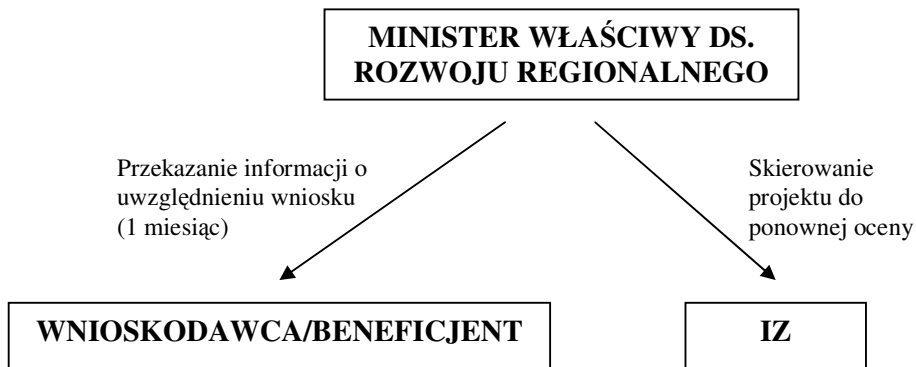 MINISTER WŁAŚCIWY DS.
ROZWOJU REGIONALNEGO
Przekazanie informacji o
uwzględnieniu wniosku
(1 miesiąc)
Skierowanie
projektu do
ponownej oceny
WNIOSKODAWCA/BENEFICJENT
IZ